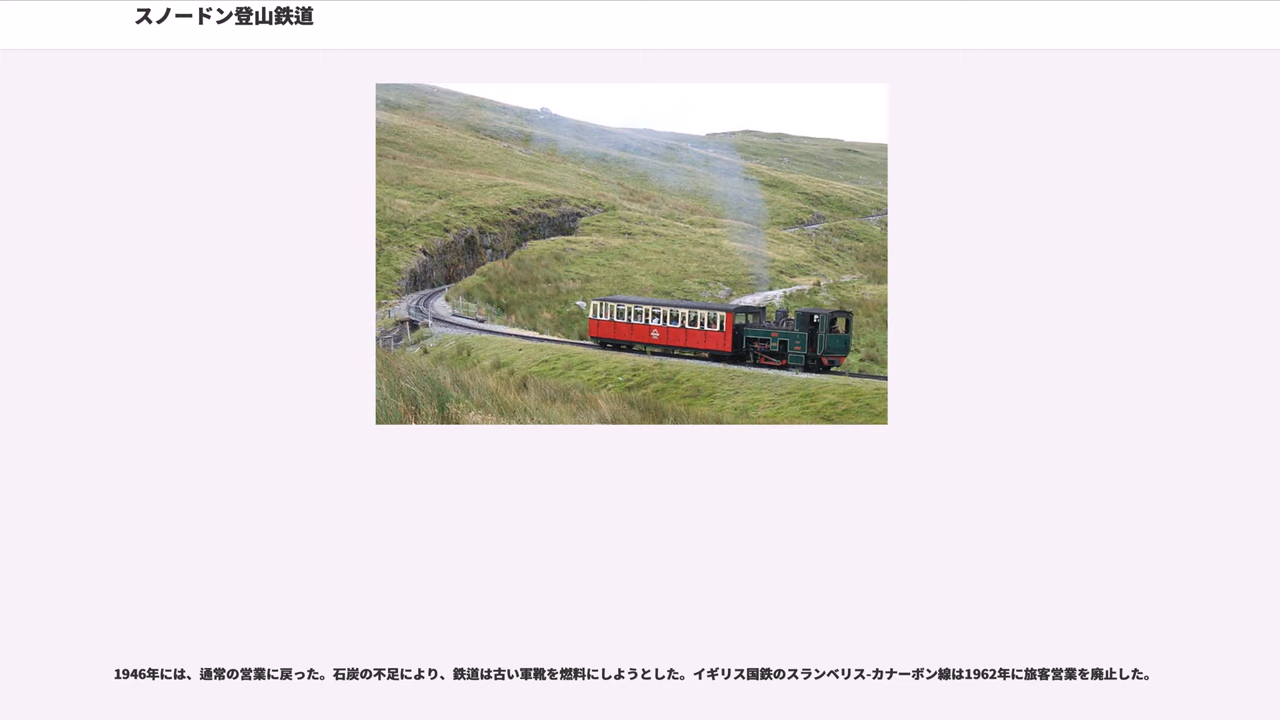 スノードン登山鉄道
1946年には、通常の営業に戻った。石炭の不足により、鉄道は古い軍靴を燃料にしようとした。イギリス国鉄のスランベリス-カナーボン線は1962年に旅客営業を廃止した。